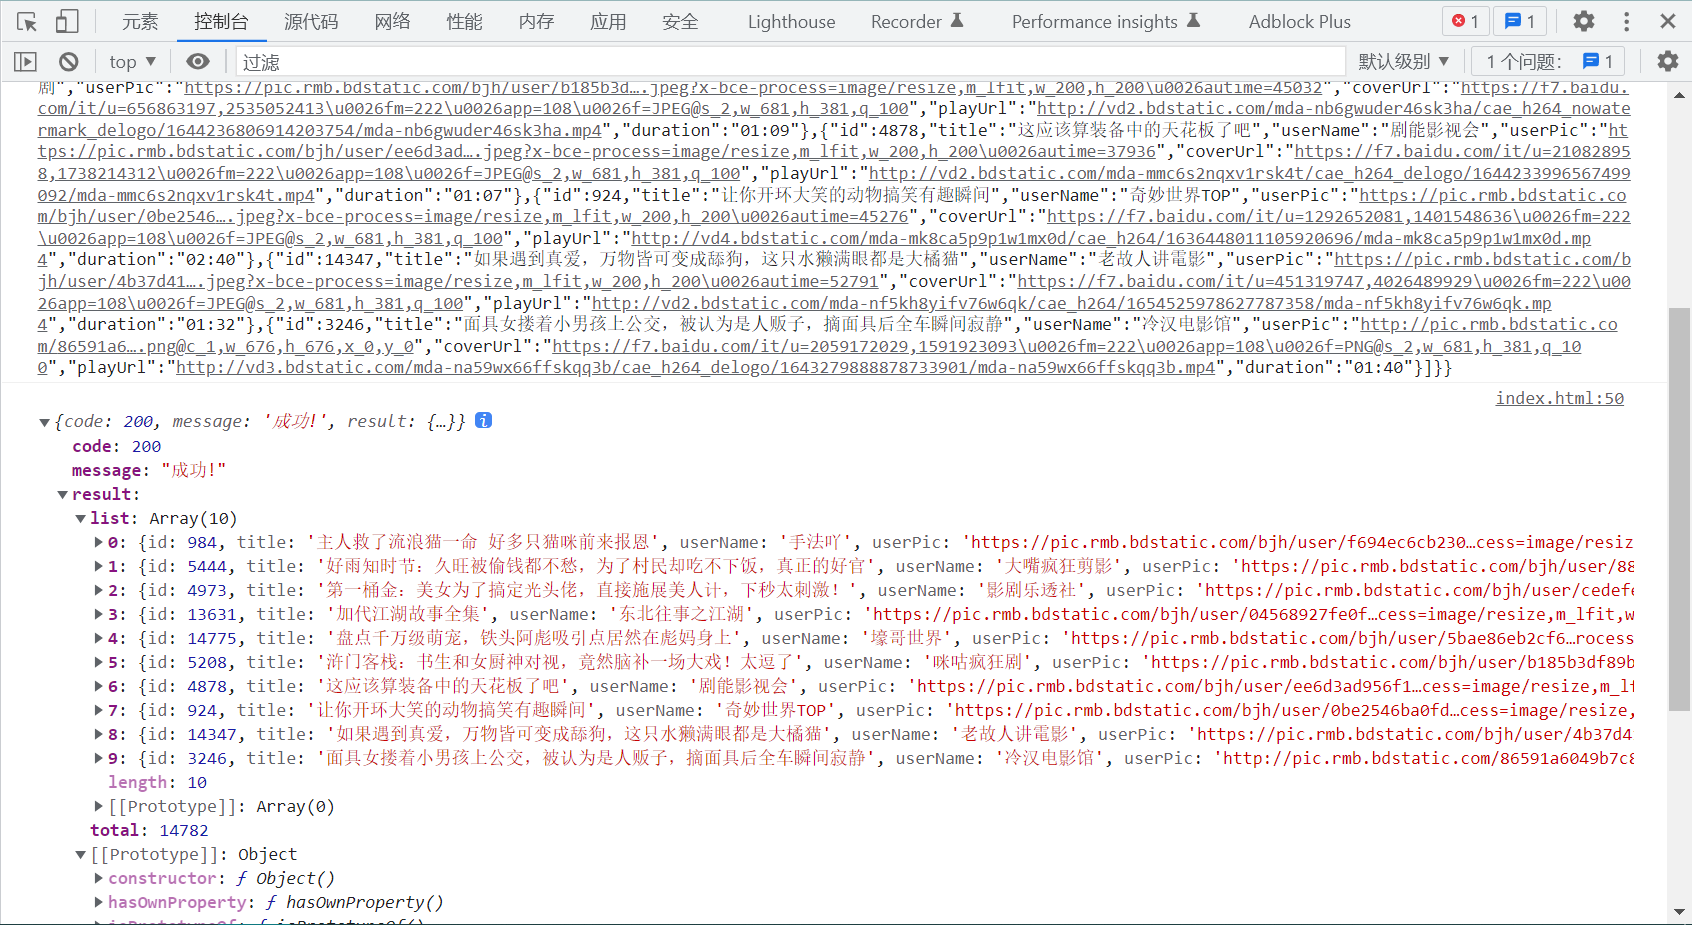 元素 控制台 源代码 网络 性能 内存 应用 安全 Lighthouse Recorder Performance insights Adblock Plus 1 1
top 过滤 默认级别 1 个问题: 1
剧","userPic":"https://pic.rmb.bdstatic.com/bjh/user/b185b3d….jpeg?x-bce-process=image/resize,m_lfit,w_200,h_200\u0026autime=45032","coverUrl":"https://f7.baidu.
com/it/u=656863197,2535052413\u0026fm=222\u0026app=108\u0026f=JPEG@s_2,w_681,h_381,q_100","playUrl":"http://vd2.bdstatic.com/mda-nb6gwuder46sk3ha/cae_h264_nowate
rmark_delogo/1644236806914203754/mda-nb6gwuder46sk3ha.mp4","duration":"01:09"},{"id":4878,"title":"这应该算装备中的天花板了吧","userName":"剧能影视会","userPic":"ht
tps://pic.rmb.bdstatic.com/bjh/user/ee6d3ad….jpeg?x-bce-process=image/resize,m_lfit,w_200,h_200\u0026autime=37936","coverUrl":"https://f7.baidu.com/it/u=21082895
8,1738214312\u0026fm=222\u0026app=108\u0026f=JPEG@s_2,w_681,h_381,q_100","playUrl":"http://vd2.bdstatic.com/mda-mmc6s2nqxv1rsk4t/cae_h264_delogo/1644233996567499
092/mda-mmc6s2nqxv1rsk4t.mp4","duration":"01:07"},{"id":924,"title":"让你开环大笑的动物搞笑有趣瞬间","userName":"奇妙世界TOP","userPic":"https://pic.rmb.bdstatic.co
m/bjh/user/0be2546….jpeg?x-bce-process=image/resize,m_lfit,w_200,h_200\u0026autime=45276","coverUrl":"https://f7.baidu.com/it/u=1292652081,1401548636\u0026fm=222
\u0026app=108\u0026f=JPEG@s_2,w_681,h_381,q_100","playUrl":"http://vd4.bdstatic.com/mda-mk8ca5p9p1w1mx0d/cae_h264/1636448011105920696/mda-mk8ca5p9p1w1mx0d.mp
4","duration":"02:40"},{"id":14347,"title":"如果遇到真爱，万物皆可变成舔狗，这只水獭满眼都是大橘猫","userName":"老故人讲電影","userPic":"https://pic.rmb.bdstatic.com/b
jh/user/4b37d41….jpeg?x-bce-process=image/resize,m_lfit,w_200,h_200\u0026autime=52791","coverUrl":"https://f7.baidu.com/it/u=451319747,4026489929\u0026fm=222\u00
26app=108\u0026f=JPEG@s_2,w_681,h_381,q_100","playUrl":"http://vd2.bdstatic.com/mda-nf5kh8yifv76w6qk/cae_h264/1654525978627787358/mda-nf5kh8yifv76w6qk.mp
4","duration":"01:32"},{"id":3246,"title":"面具女搂着小男孩上公交，被认为是人贩子，摘面具后全车瞬间寂静","userName":"冷汉电影馆","userPic":"http://pic.rmb.bdstatic.co
m/86591a6….png@c_1,w_676,h_676,x_0,y_0","coverUrl":"https://f7.baidu.com/it/u=2059172029,1591923093\u0026fm=222\u0026app=108\u0026f=PNG@s_2,w_681,h_381,q_10
0","playUrl":"http://vd3.bdstatic.com/mda-na59wx66ffskqq3b/cae_h264_delogo/1643279888878733901/mda-na59wx66ffskqq3b.mp4","duration":"01:40"}]}}
index.html:50
{code: 200, message: '成功!', result: {…}} i
code: 200
message: "成功!"
result:
list: Array(10)
0: {id: 984, title: '主人救了流浪猫一命 好多只猫咪前来报恩', userName: '手法吖', userPic: 'https://pic.rmb.bdstatic.com/bjh/user/f694ec6cb230…cess=image/resiz
1: {id: 5444, title: '好雨知时节：久旺被偷钱都不愁，为了村民却吃不下饭，真正的好官', userName: '大嘴疯狂剪影', userPic: 'https://pic.rmb.bdstatic.com/bjh/user/88
2: {id: 4973, title: '第一桶金：美女为了搞定光头佬，直接施展美人计，下秒太刺激！', userName: '影剧乐透社', userPic: 'https://pic.rmb.bdstatic.com/bjh/user/cedefe
3: {id: 13631, title: '加代江湖故事全集', userName: '东北往事之江湖', userPic: 'https://pic.rmb.bdstatic.com/bjh/user/04568927fe0f…cess=image/resize,m_lfit,w
4: {id: 14775, title: '盘点千万级萌宠，铁头阿彪吸引点居然在彪妈身上', userName: '壕哥世界', userPic: 'https://pic.rmb.bdstatic.com/bjh/user/5bae86eb2cf6…rocess
5: {id: 5208, title: '浒门客栈：书生和女厨神对视，竟然脑补一场大戏！太逗了', userName: '咪咕疯狂剧', userPic: 'https://pic.rmb.bdstatic.com/bjh/user/b185b3df89b
6: {id: 4878, title: '这应该算装备中的天花板了吧', userName: '剧能影视会', userPic: 'https://pic.rmb.bdstatic.com/bjh/user/ee6d3ad956f1…cess=image/resize,m_lf
7: {id: 924, title: '让你开环大笑的动物搞笑有趣瞬间', userName: '奇妙世界TOP', userPic: 'https://pic.rmb.bdstatic.com/bjh/user/0be2546ba0fd…cess=image/resize,
8: {id: 14347, title: '如果遇到真爱，万物皆可变成舔狗，这只水獭满眼都是大橘猫', userName: '老故人讲電影', userPic: 'https://pic.rmb.bdstatic.com/bjh/user/4b37d4
9: {id: 3246, title: '面具女搂着小男孩上公交，被认为是人贩子，摘面具后全车瞬间寂静', userName: '冷汉电影馆', userPic: 'http://pic.rmb.bdstatic.com/86591a6049b7c8
length: 10
[[Prototype]]: Array(0)
total: 14782
[[Prototype]]: Object
constructor: ƒ Object()
hasOwnProperty: ƒ hasOwnProperty()
isPrototypeOf: ƒ isPrototypeOf()